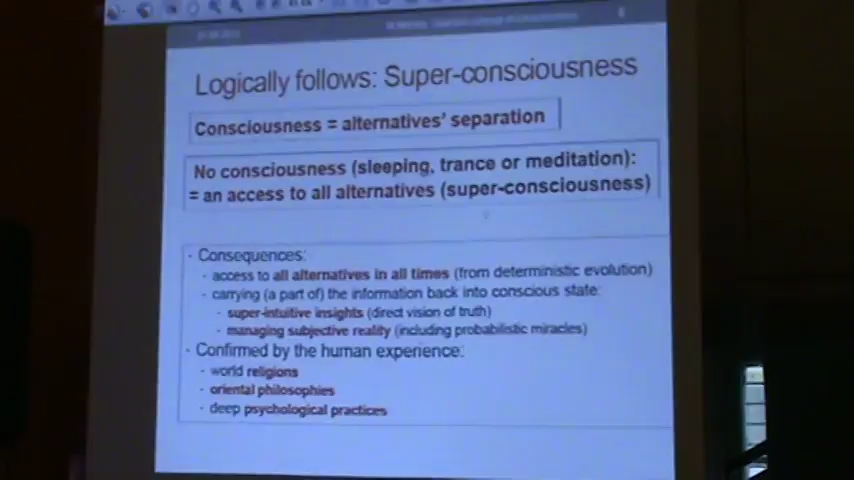 Logically follows: Super-consciousness
Consciousness = alternatives' separation
No consciousness (sleeping, trance or meditation):
= an access to all alternatives (super-consciousness)
- Consequences:
- access to all alternatives in all times (from deterministic evolution)
- carrying (a part of) the information back into conscious state:
- super-intuitive insights (direct vision of truth)
- managing subjective reality (including probabilistic miracles)
- Confirmed by the human experience:
- world religions
- oriental philosophies
- deep psychological practices